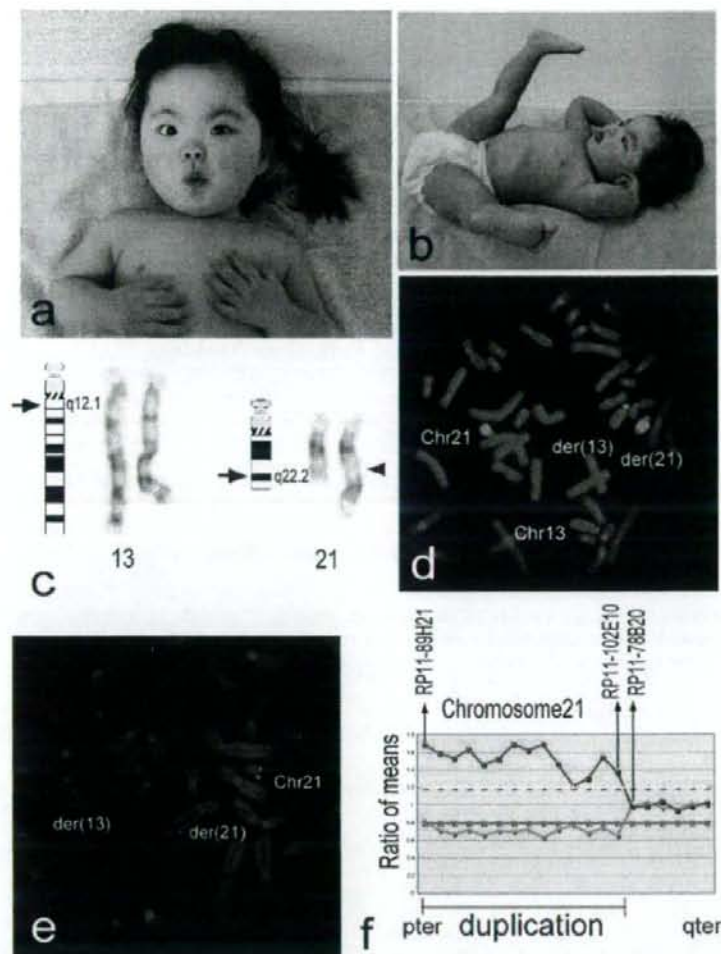 a
b
q12.1
q22.2
13
21
c
Chr21
der(13)
der(21)
Chr13
d
Chr21
der(13)
der(21)
e
RP11-89H21
RP11-102E10
RP11-78B20
Chromosome21
Ratio of means
pter
duplication
qter
f